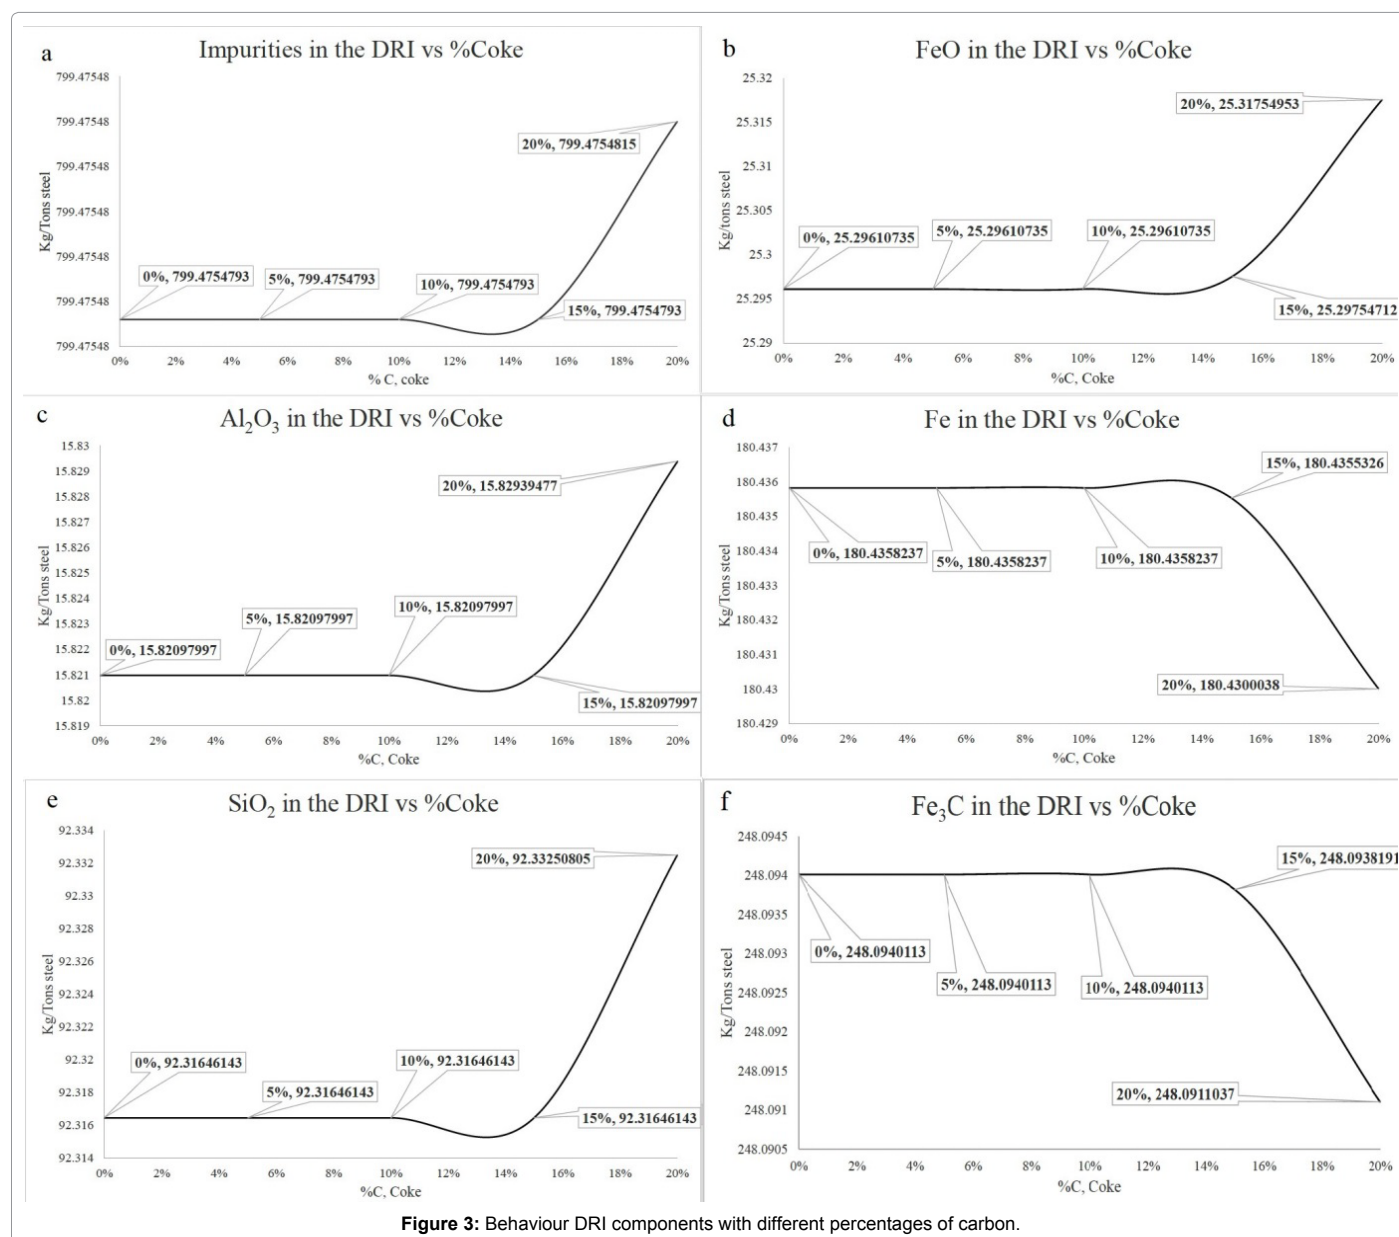 a
Impurities in the DRI vs %Coke
799.47548
799.47548
799.47548
799.47548
799.47548
799.47548
799.47548
Kg/Tons steel
0%, 799.4754793
5%, 799.4754793
10%, 799.4754793
15%, 799.4754793
20%, 799.4754815
0% 2% 4% 6% 8% 10% 12% 14% 16% 18% 20%
% C, coke
b
FeO in the DRI vs %Coke
25.32
25.315
25.31
25.305
25.3
25.295
25.29
Kg/tons steel
0%, 25.29610735
5%, 25.29610735
10%, 25.29610735
15%, 25.29754712
20%, 25.31754953
0% 2% 4% 6% 8% 10% 12% 14% 16% 18% 20%
%C, Coke
c
Al₂O₃ in the DRI vs %Coke
15.83
15.829
15.828
15.827
15.826
15.825
15.824
15.823
15.822
15.821
15.82
15.819
Kg/Tons steel
0%, 15.82097997
5%, 15.82097997
10%, 15.82097997
15%, 15.82097997
20%, 15.82939477
0% 2% 4% 6% 8% 10% 12% 14% 16% 18% 20%
%C, Coke
d
Fe in the DRI vs %Coke
180.437
180.436
180.435
180.434
180.433
180.432
180.431
180.43
180.429
Kg/Tons steel
0%, 180.4358237
5%, 180.4358237
10%, 180.4358237
15%, 180.4355326
20%, 180.4300038
0% 2% 4% 6% 8% 10% 12% 14% 16% 18% 20%
%C, Coke
e
SiO₂ in the DRI vs %Coke
92.334
92.332
92.33
92.328
92.326
92.324
92.322
92.32
92.318
92.316
92.314
Kg/Tons steel
0%, 92.31646143
5%, 92.31646143
10%, 92.31646143
15%, 92.31646143
20%, 92.33250805
0% 2% 4% 6% 8% 10% 12% 14% 16% 18% 20%
%C, Coke
f
Fe₃C in the DRI vs %Coke
248.0945
248.094
248.0935
248.093
248.0925
248.092
248.0915
248.091
248.0905
Kg/Tons steel
0%, 248.0940113
5%, 248.0940113
10%, 248.0940113
15%, 248.0938191
20%, 248.0911037
0% 2% 4% 6% 8% 10% 12% 14% 16% 18% 20%
%C, Coke
Figure 3: Behaviour DRI components with different percentages of carbon.